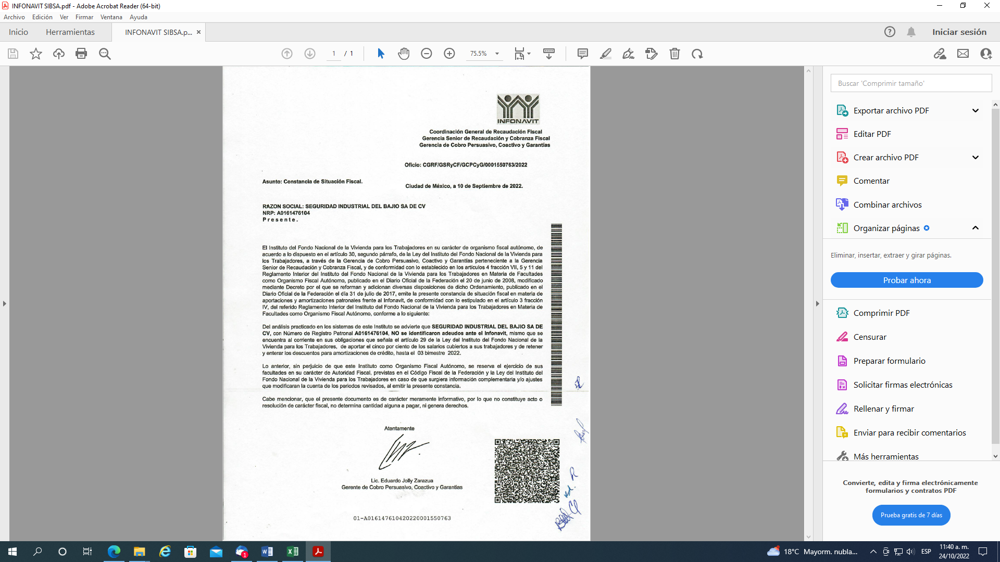 INFONAVIT SIBSA.pdf - Adobe Acrobat Reader (64-bit)
Archivo Edición Ver Firmar Ventana Ayuda
Inicio Herramientas INFONAVIT SIBSA.p... × Iniciar sesión
1 / 1 75.5%
INFONAVIT
Coordinación General de Recaudación Fiscal
Gerencia Senior de Recaudación y Cobranza Fiscal
Gerencia de Cobro Persuasivo, Coactivo y Garantías
Oficio: CGRF/GSRyCF/GCPCyG/0001550763/2022
Asunto: Constancia de Situación Fiscal.
Ciudad de México, a 10 de Septiembre de 2022.
RAZON SOCIAL: SEGURIDAD INDUSTRIAL DEL BAJIO SA DE CV
NRP: A0161476104
Presente.
El Instituto del Fondo Nacional de la Vivienda para los Trabajadores en su carácter de organismo fiscal autónomo, de
acuerdo a lo dispuesto en el artículo 30, segundo párrafo, de la Ley del Instituto del Fondo Nacional de la Vivienda para
los Trabajadores, a través de la Gerencia de Cobro Persuasivo, Coactivo y Garantías perteneciente a la Gerencia
Senior de Recaudación y Cobranza Fiscal, y de conformidad con lo establecido en los artículos 4 fracción VII, 5 y 11 del
Reglamento Interior del Instituto del Fondo Nacional de la Vivienda para los Trabajadores en Materia de Facultades
como Organismo Fiscal Autónomo, publicado en el Diario Oficial de la Federación el 20 de junio de 2008, modificado
mediante Decreto por el que se reforman y adicionan diversas disposiciones de dicho Ordenamiento, publicado en el
Diario Oficial de la Federación el día 31 de julio de 2017, emite la presente constancia de situación fiscal en materia de
aportaciones y amortizaciones patronales frente al Infonavit, de conformidad con lo estipulado en el artículo 3 fracción
IV, del referido Reglamento Interior del Instituto del Fondo Nacional de la Vivienda para los Trabajadores en Materia de
Facultades como Organismo Fiscal Autónomo, conforme a lo siguiente:
Del análisis practicado en los sistemas de este Instituto se advierte que SEGURIDAD INDUSTRIAL DEL BAJIO SA DE
CV, con Número de Registro Patronal A0161476104, NO se identificaron adeudos ante el Infonavit, mismo que se
encuentra al corriente en sus obligaciones que señala el artículo 29 de la Ley del Instituto del Fondo Nacional de la
Vivienda para los Trabajadores, de aportar el cinco por ciento de los salarios cubiertos a sus trabajadores y de retener
y enterar los descuentos para amortizaciones de crédito, hasta el 03 bimestre 2022.
Lo anterior, sin perjuicio de que este Instituto como Organismo Fiscal Autónomo, se reserva el ejercicio de sus
facultades en su carácter de Autoridad Fiscal, previstas en el Código Fiscal de la Federación y la Ley del Instituto del
Fondo Nacional de la Vivienda para los Trabajadores en caso de que surgiera información complementaria y/o ajustes
que modificaran la cuenta de los periodos revisados, al emitir la presente constancia.
Cabe mencionar, que el presente documento es de carácter meramente informativo, por lo que no constituye acto o
resolución de carácter fiscal, no determina cantidad alguna a pagar, ni genera derechos.
Atentamente
Lic. Eduardo Jolly Zarazua
Gerente de Cobro Persuasivo, Coactivo y Garantias
01-A016147610420220001550763
Buscar 'Comprimir tamaño'
Exportar archivo PDF
Editar PDF
Crear archivo PDF
Comentar
Combinar archivos
Organizar páginas
Eliminar, insertar, extraer y girar páginas.
Probar ahora
Comprimir PDF
Censurar
Preparar formulario
Solicitar firmas electrónicas
Rellenar y firmar
Enviar para recibir comentarios
Más herramientas
Convierte, edita y firma electrónicamente
formularios y contratos PDF
Prueba gratis de 7 días
1 18°C Mayorm. nubla... ESP 11:40 a. m.
24/10/2022